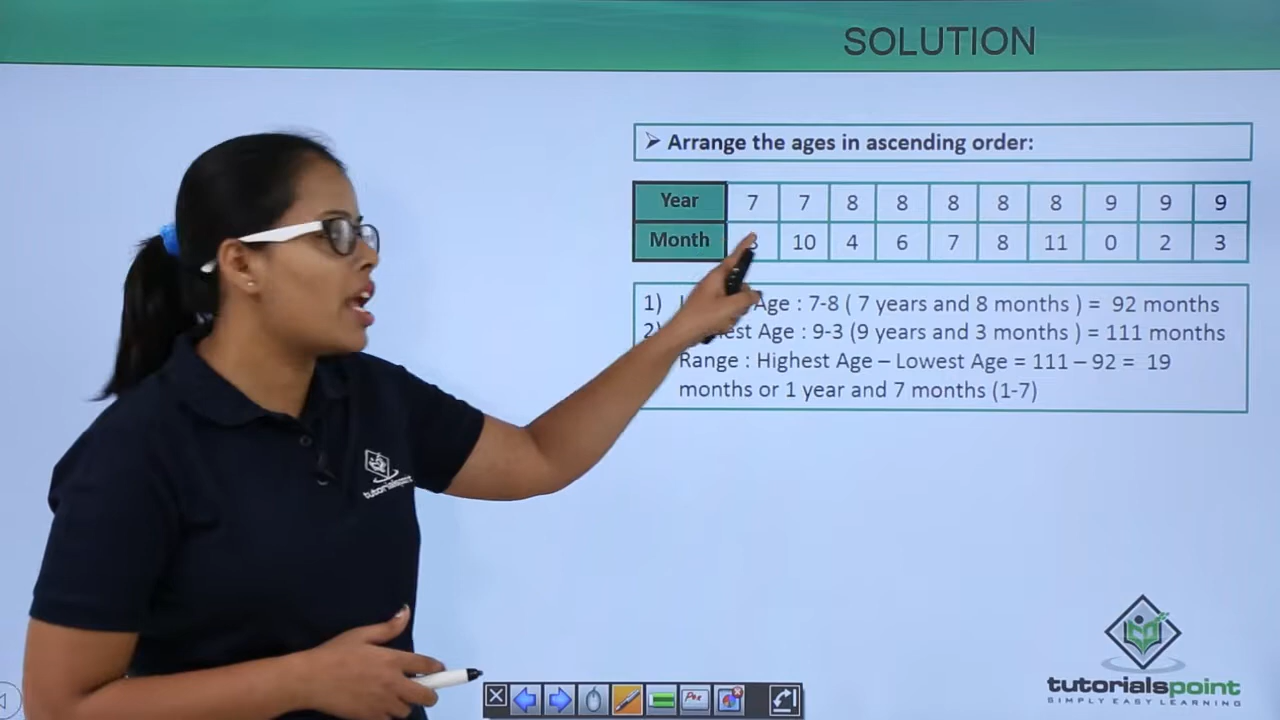 SOLUTION
➢ Arrange the ages in ascending order:
Year 7 7 8 8 8 8 8 9 9 9
Month 8 10 4 6 7 8 11 0 2 3
1) Age : 7-8 ( 7 years and 8 months ) = 92 months
2) Age : 9-3 (9 years and 3 months ) = 111 months
Range : Highest Age – Lowest Age = 111 – 92 = 19
months or 1 year and 7 months (1-7)
tutorialspoint
tutorialspoint
SIMPLY EASY LEARNING